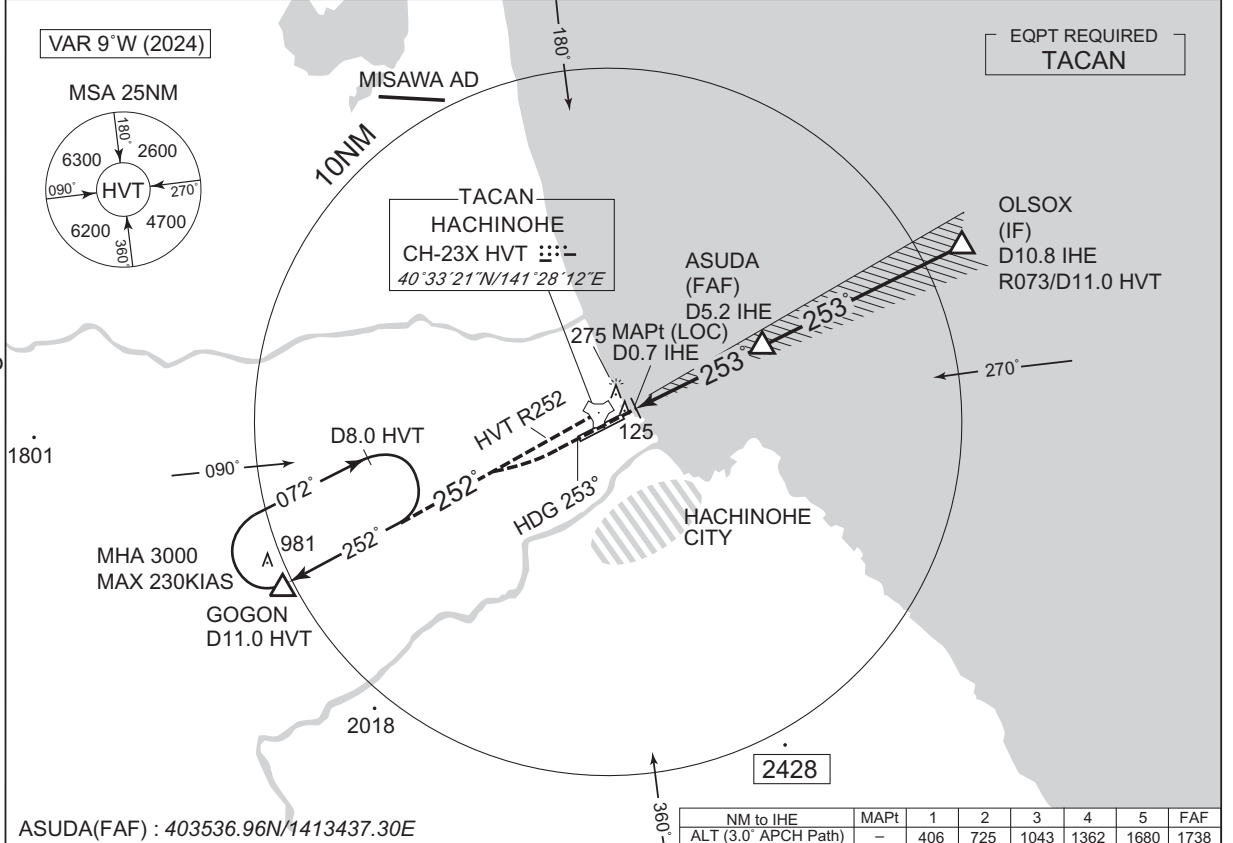 VAR 9˚W (2024)
MSA 25NM
180˚
6300
2600
090˚
HVT
270˚
6200
4700
360˚
MISAWA AD
10NM
180˚
EQPT REQUIRED
TACAN
TACAN
HACHINOHE
CH-23X HVT
40˚33´21˝N/141˚28´12˝E
OLSOX
(IF)
D10.8 IHE
R073/D11.0 HVT
ASUDA
(FAF)
D5.2 IHE
253˚
275
MAPt (LOC)
D0.7 IHE
253˚
270˚
125
HVT R252
1801
D8.0 HVT
090˚
072˚
252˚
HDG 253°
HACHINOHE
CITY
981
252˚
MHA 3000
MAX 230KIAS
GOGON
D11.0 HVT
2018
2428
360˚
ASUDA(FAF) : 403536.96N/1413437.30E
NM to IHE MAPt 1 2 3 4 5 FAF
ALT (3.0˚ APCH Path) – 406 725 1043 1362 1680 1738